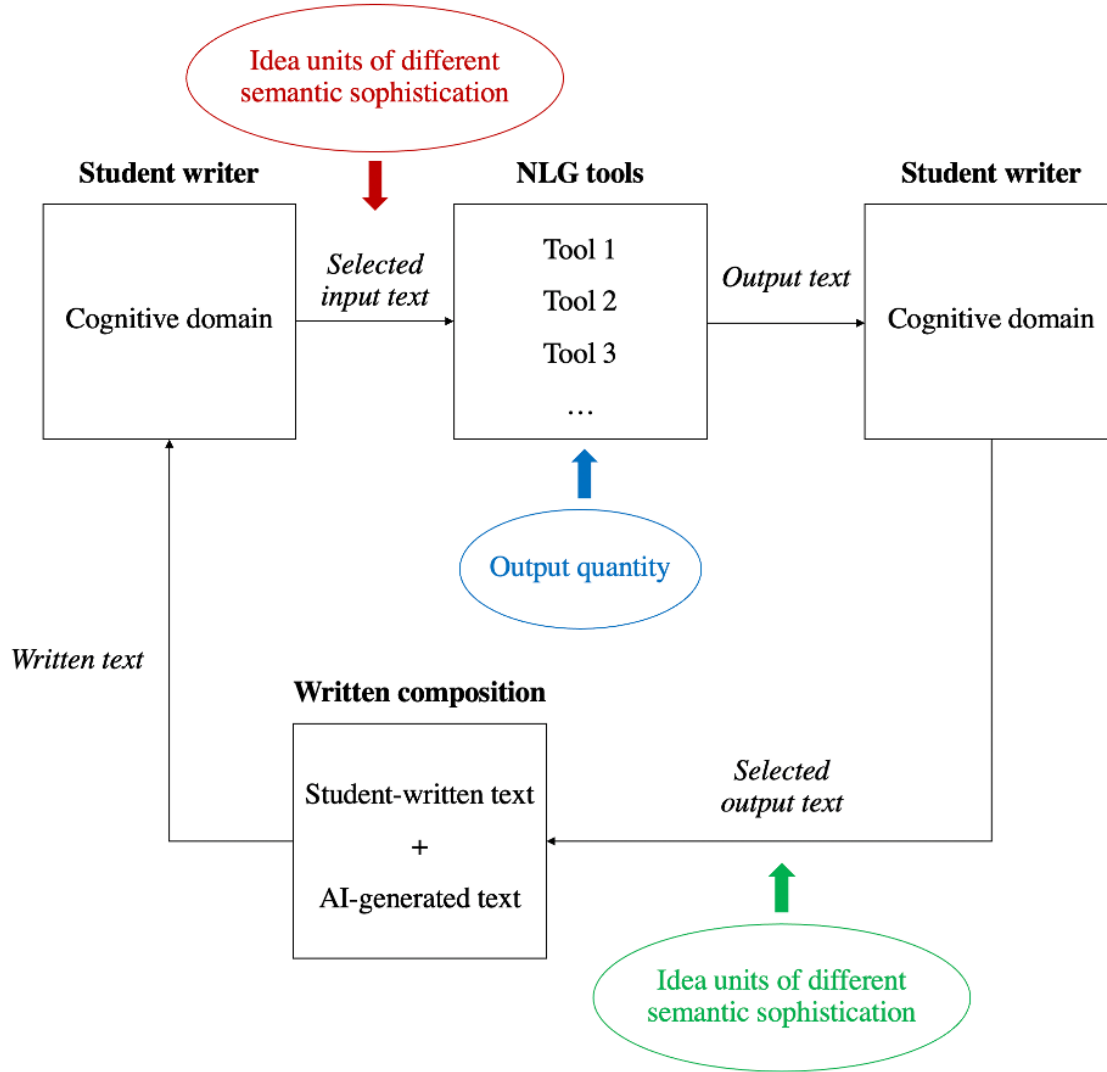 Idea units of different
semantic sophistication
Student writer
NLG tools
Student writer
Cognitive domain
Selected
input text
Tool 1
Tool 2
Tool 3
…
Output text
Cognitive domain
Output quantity
Written text
Written composition
Student-written text
+
AI-generated text
Selected
output text
Idea units of different
semantic sophistication